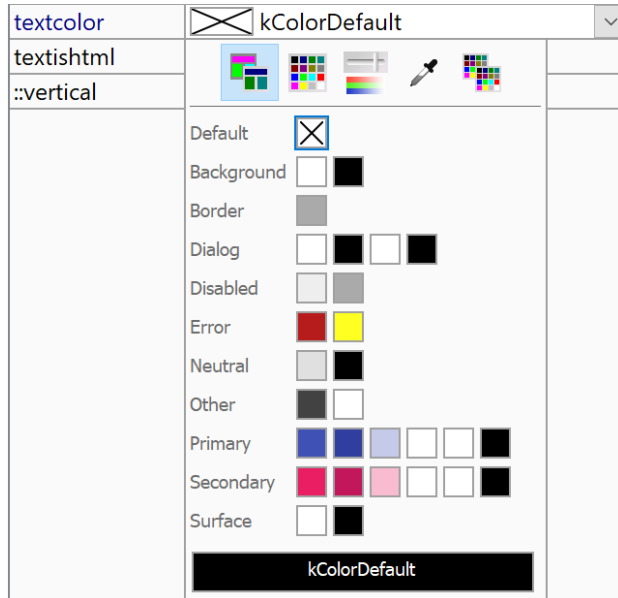 textcolor kColorDefault
textishtml
::vertical
Default
Background
Border
Dialog
Disabled
Error
Neutral
Other
Primary
Secondary
Surface
kColorDefault